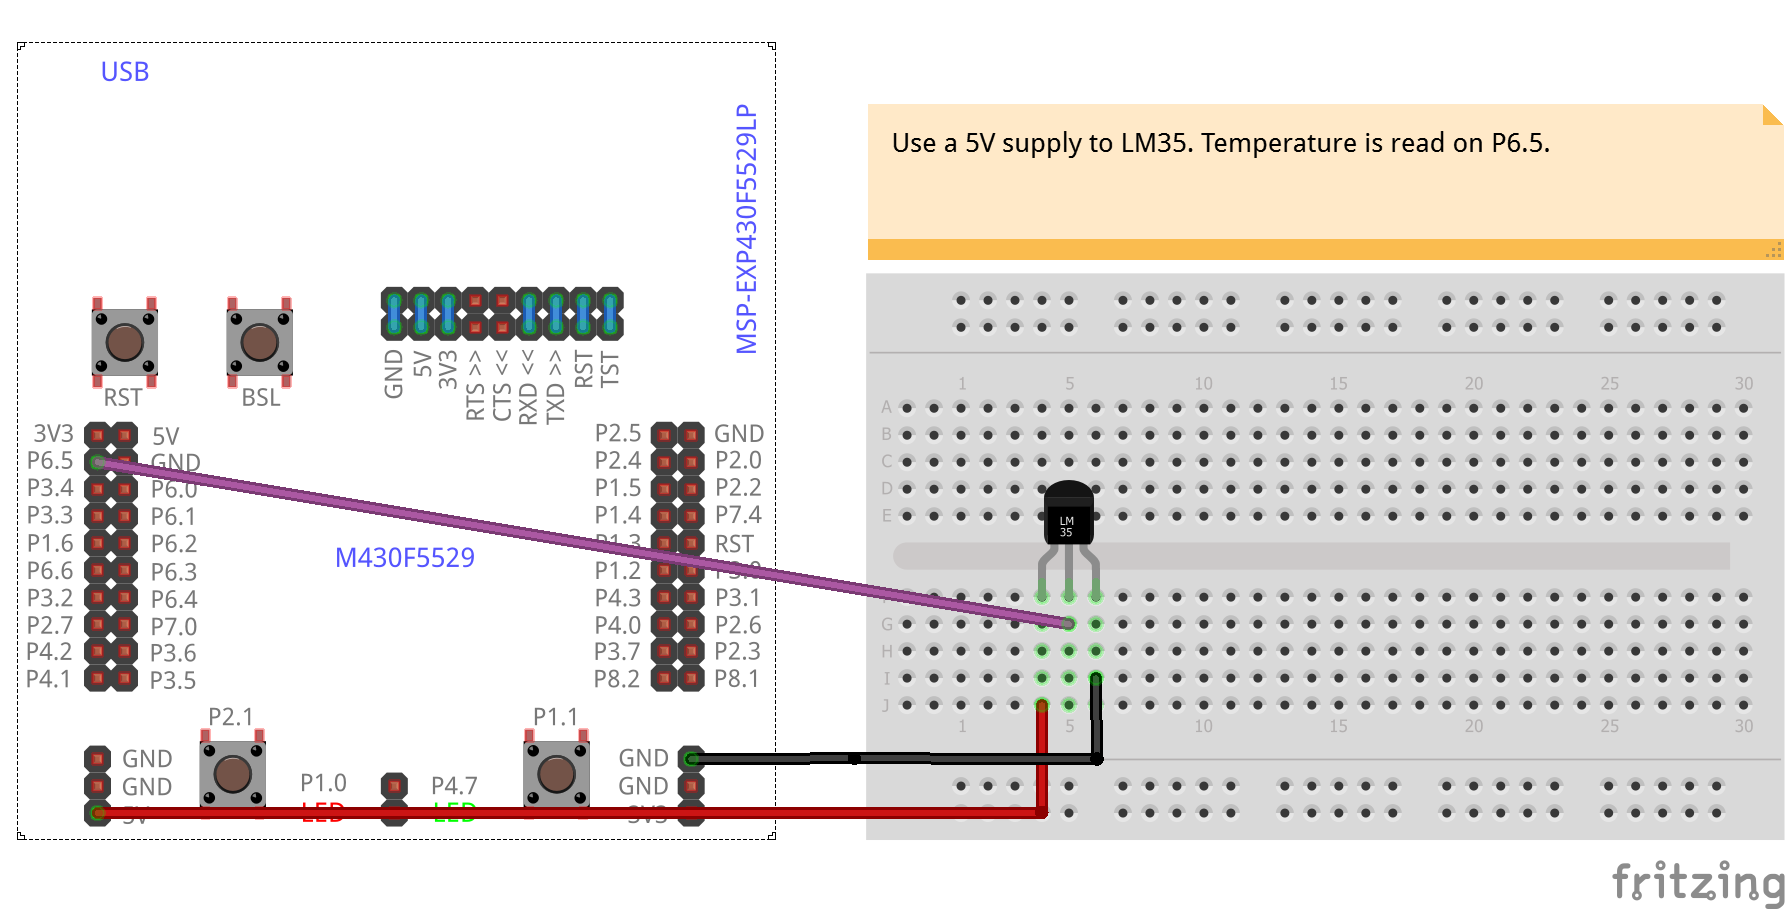 USB
MSP-EXP430F5529LP
Use a 5V supply to LM35. Temperature is read on P6.5.
RST
BSL
GND
5V
3V3
RTS >>
CTS <<
RXD <<
TXD >>
RST
TST
3V3 5V
P6.5 GND
P3.4 P6.0
P3.3 P6.1
P1.6 P6.2
P6.6 P6.3
P3.2 P6.4
P2.7 P7.0
P4.2 P3.6
P4.1 P3.5
M430F5529
P2.5 GND
P2.4 P2.0
P1.5 P2.2
P1.4 P7.4
P1.3 RST
P1.2
P4.3 P3.1
P4.0 P2.6
P3.7 P2.3
P8.2 P8.1
P2.1
P1.1
GND
GND
5V
P1.0
LED
P4.7
LED
GND
GND
3V3
1 5 10 15 20 25 30
A
B
C
D
E
LM
35
G
H
I
J
1 5 10 15 20 25 30
fritzing